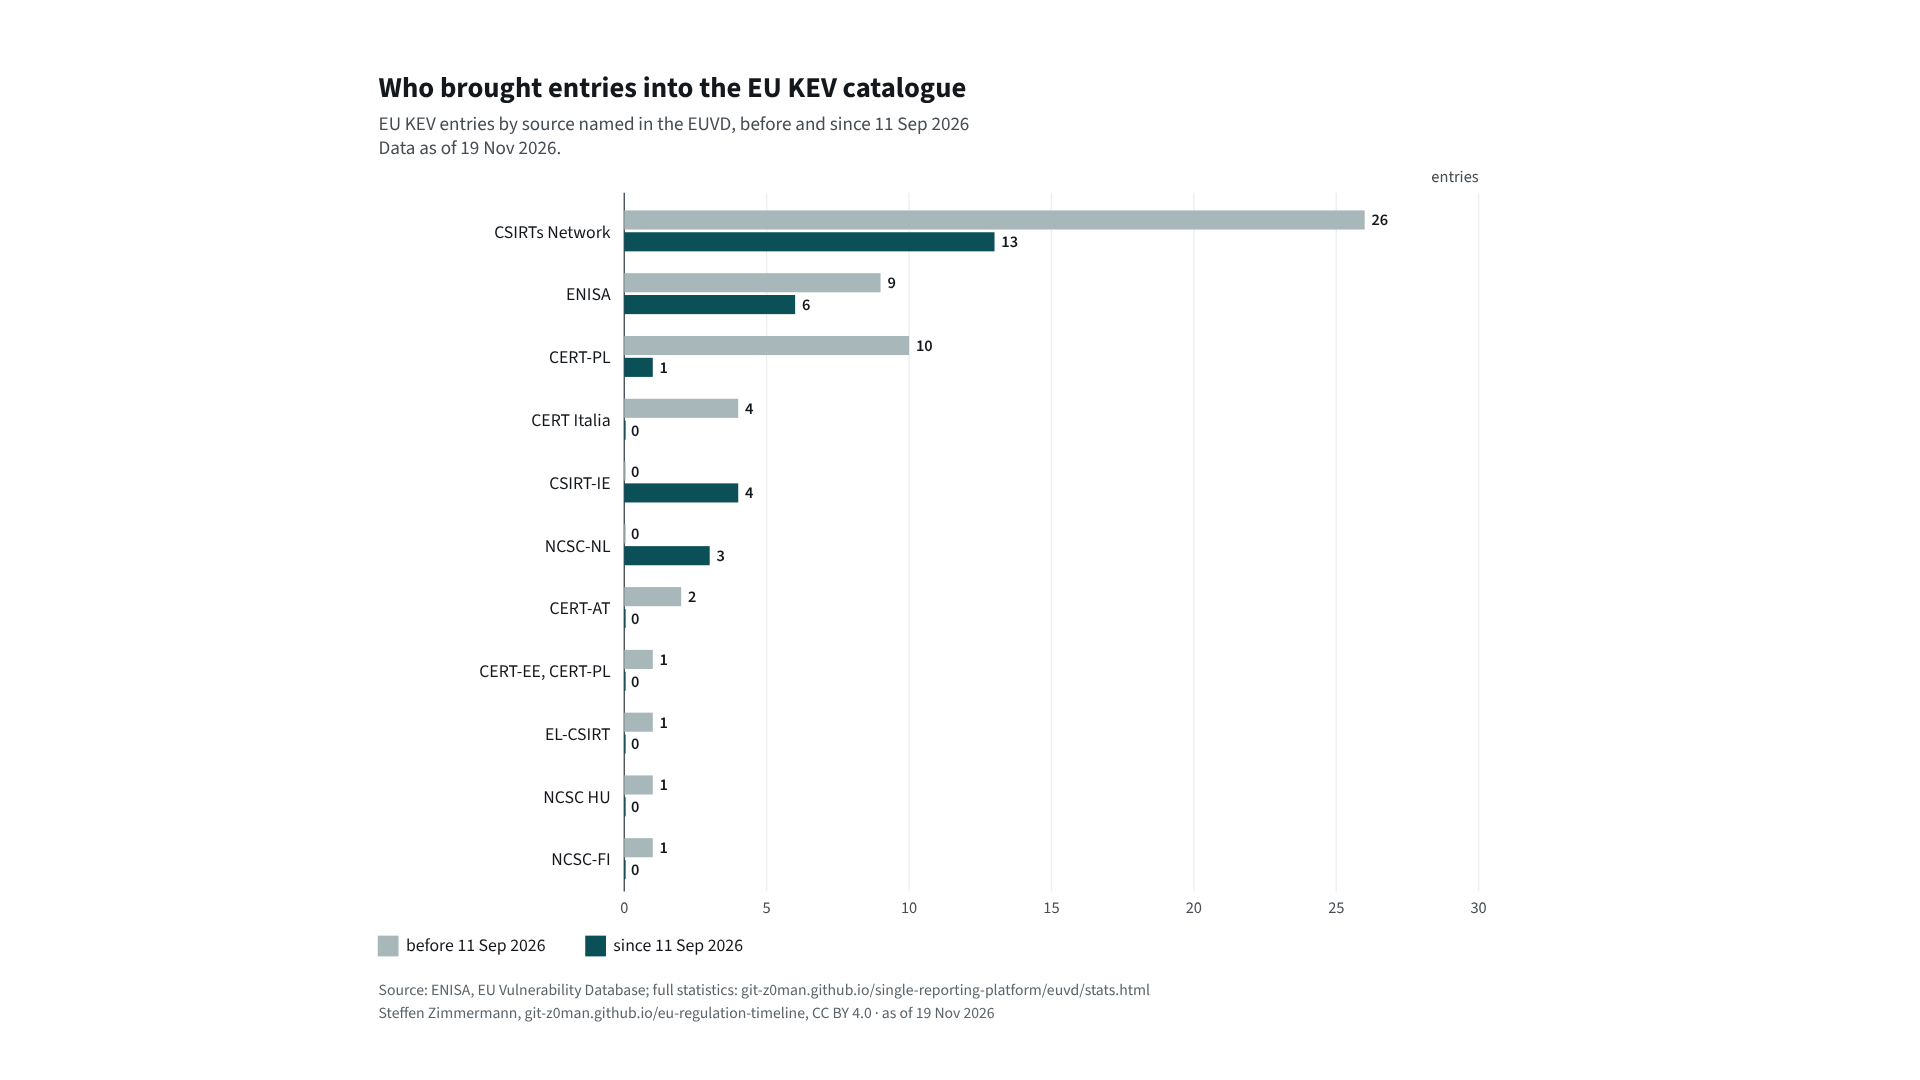 Who brought entries into the EU KEV catalogue
EU KEV entries by source named in the EUVD, before and since 11 Sep 2026
Data as of 19 Nov 2026.
entries
CSIRTs Network
26
13
ENISA
9
6
CERT-PL
10
1
CERT Italia
4
0
CSIRT-IE
0
4
NCSC-NL
0
3
CERT-AT
2
0
CERT-EE, CERT-PL
1
0
EL-CSIRT
1
0
NCSC HU
1
0
NCSC-FI
1
0
0 5 10 15 20 25 30
before 11 Sep 2026 since 11 Sep 2026
Source: ENISA, EU Vulnerability Database; full statistics: git-z0man.github.io/single-reporting-platform/euvd/stats.html
Steffen Zimmermann, git-z0man.github.io/eu-regulation-timeline, CC BY 4.0 · as of 19 Nov 2026